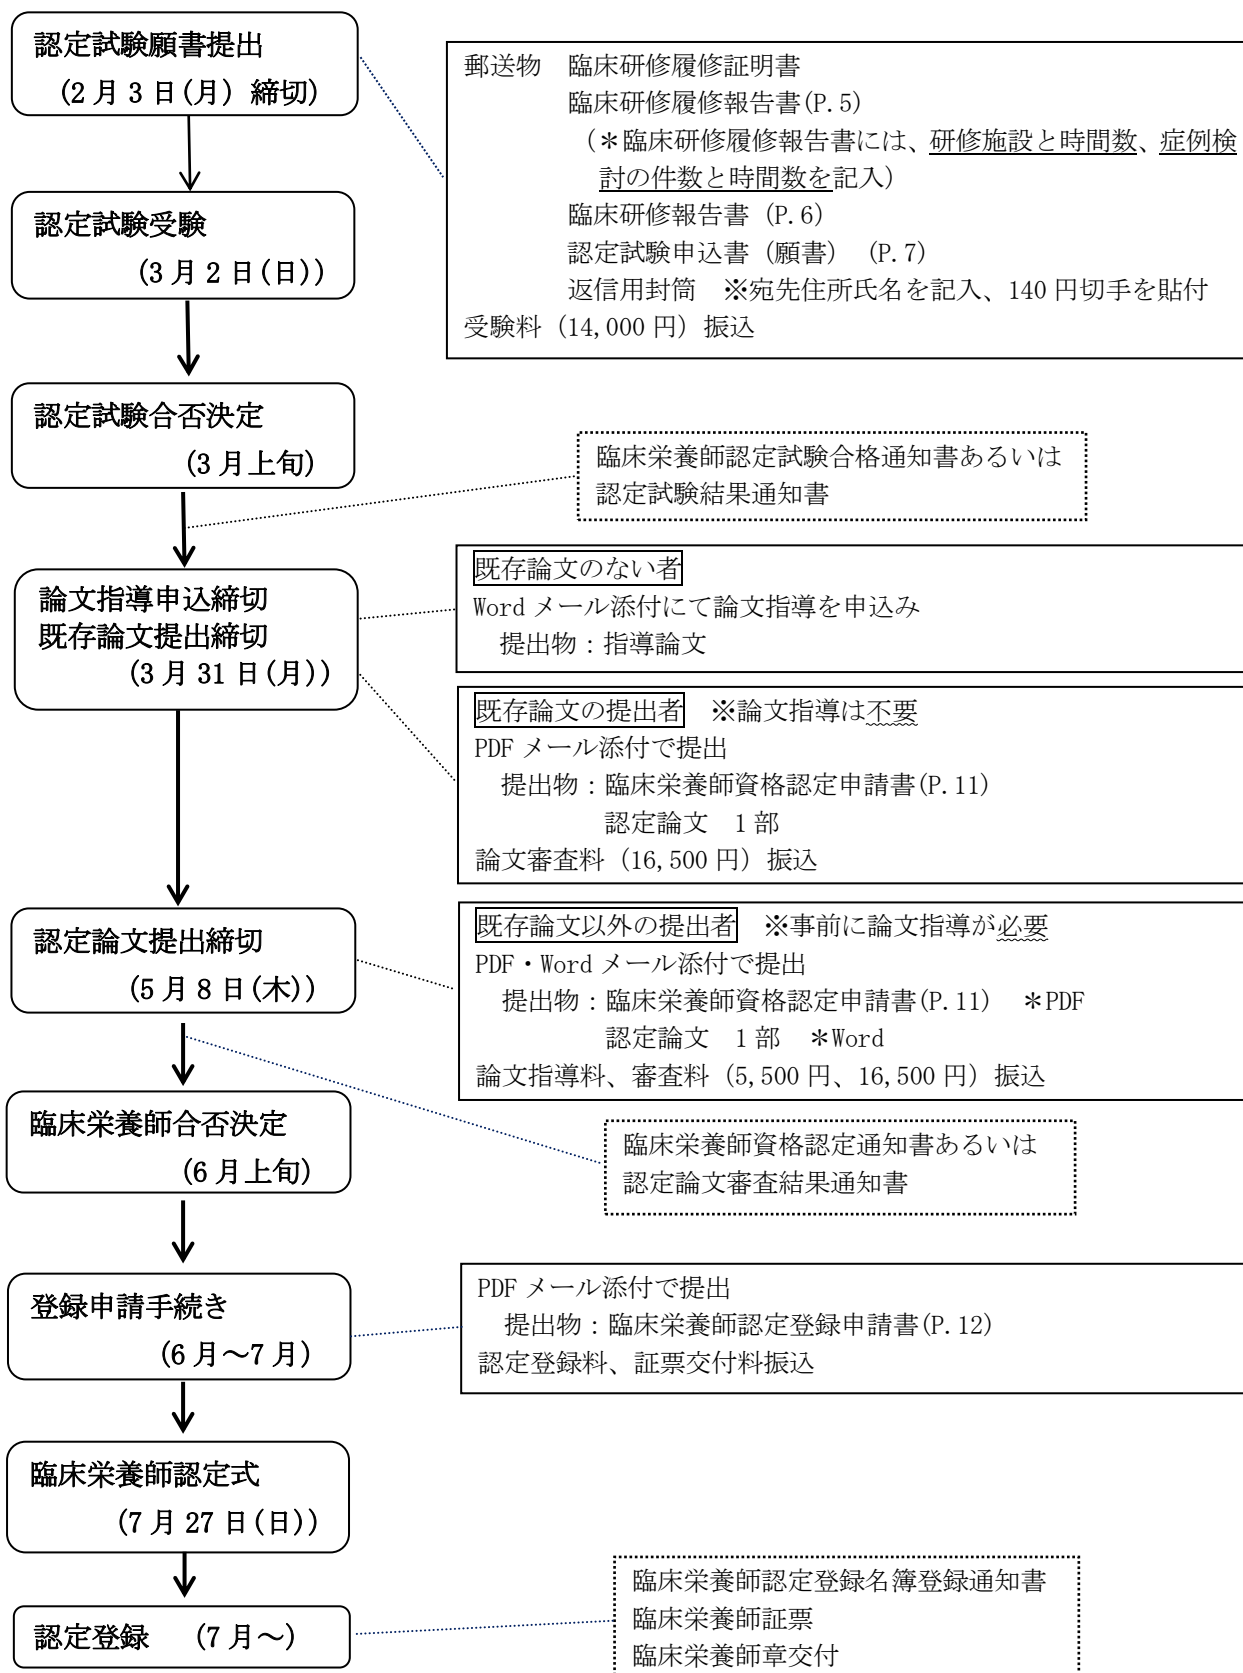 認定試験願書提出
(2月3日(月) 締切)
郵送物 臨床研修履修証明書
臨床研修履修報告書(P.5)
(＊臨床研修履修報告書には、研修施設と時間数、症例検
討の件数と時間数を記入)
臨床研修報告書 (P.6)
認定試験申込書 (願書) (P.7)
返信用封筒 ※宛先住所氏名を記入、140円切手を貼付
受験料 (14,000円) 振込
認定試験受験
(3月2日(日))
認定試験合否決定
(3月上旬)
臨床栄養師認定試験合格通知書あるいは
認定試験結果通知書
論文指導申込締切
既存論文提出締切
(3月31日(月))
既存論文のない者
Wordメール添付にて論文指導を申込み
提出物：指導論文
既存論文の提出者 ※論文指導は不要
PDFメール添付で提出
提出物：臨床栄養師資格認定申請書(P.11)
認定論文 1部
論文審査料 (16,500円) 振込
認定論文提出締切
(5月8日(木))
既存論文以外の提出者 ※事前に論文指導が必要
PDF・Wordメール添付で提出
提出物：臨床栄養師資格認定申請書(P.11) ＊PDF
認定論文 1部 ＊Word
論文指導料、審査料 (5,500円、16,500円) 振込
臨床栄養師合否決定
(6月上旬)
臨床栄養師資格認定通知書あるいは
認定論文審査結果通知書
登録申請手続き
(6月～7月)
PDFメール添付で提出
提出物：臨床栄養師認定登録申請書(P.12)
認定登録料、証票交付料振込
臨床栄養師認定式
(7月27日(日))
認定登録 (7月～)
臨床栄養師認定登録名簿登録通知書
臨床栄養師証票
臨床栄養師章交付